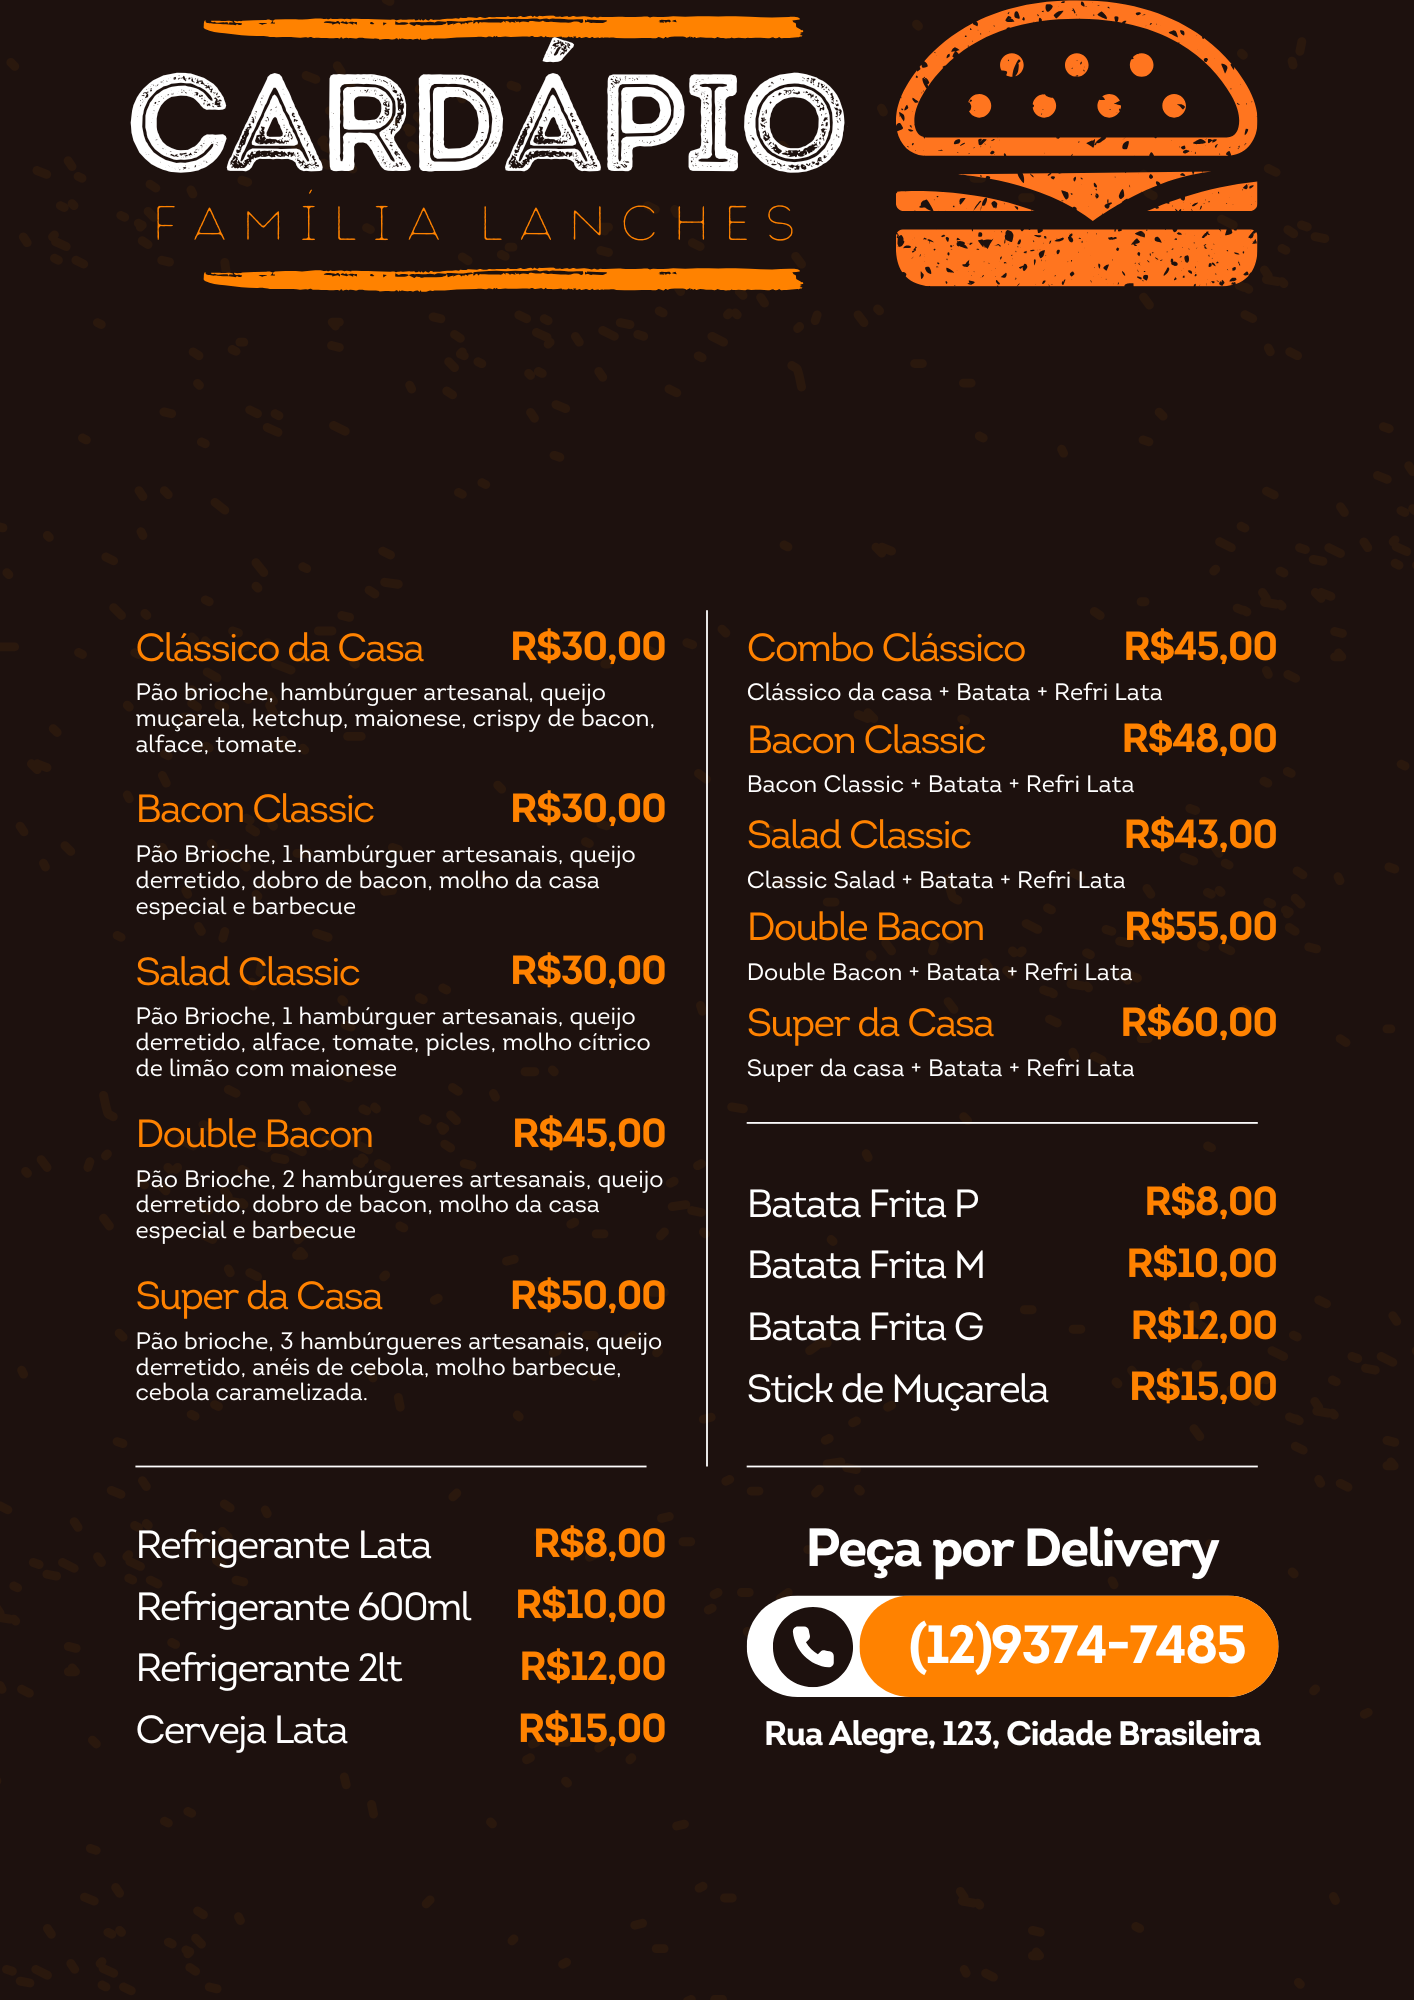 CARDÁPIO
FAMÍLIA LANCHES
Clássico da Casa R$30,00
Pão brioche, hambúrguer artesanal, queijo
muçarela, ketchup, maionese, crispy de bacon,
alface, tomate.
Bacon Classic R$30,00
Pão Brioche, 1 hambúrguer artesanais, queijo
derretido, dobro de bacon, molho da casa
especial e barbecue
Salad Classic R$30,00
Pão Brioche, 1 hambúrguer artesanais, queijo
derretido, alface, tomate, picles, molho cítrico
de limão com maionese
Double Bacon R$45,00
Pão Brioche, 2 hambúrgueres artesanais, queijo
derretido, dobro de bacon, molho da casa
especial e barbecue
Super da Casa R$50,00
Pão brioche, 3 hambúrgueres artesanais, queijo
derretido, anéis de cebola, molho barbecue,
cebola caramelizada.
Refrigerante Lata R$8,00
Refrigerante 600ml R$10,00
Refrigerante 2lt R$12,00
Cerveja Lata R$15,00
Combo Clássico R$45,00
Clássico da casa + Batata + Refri Lata
Bacon Classic R$48,00
Bacon Classic + Batata + Refri Lata
Salad Classic R$43,00
Classic Salad + Batata + Refri Lata
Double Bacon R$55,00
Double Bacon + Batata + Refri Lata
Super da Casa R$60,00
Super da casa + Batata + Refri Lata
Batata Frita P R$8,00
Batata Frita M R$10,00
Batata Frita G R$12,00
Stick de Muçarela R$15,00
Peça por Delivery
(12)9374-7485
Rua Alegre, 123, Cidade Brasileira